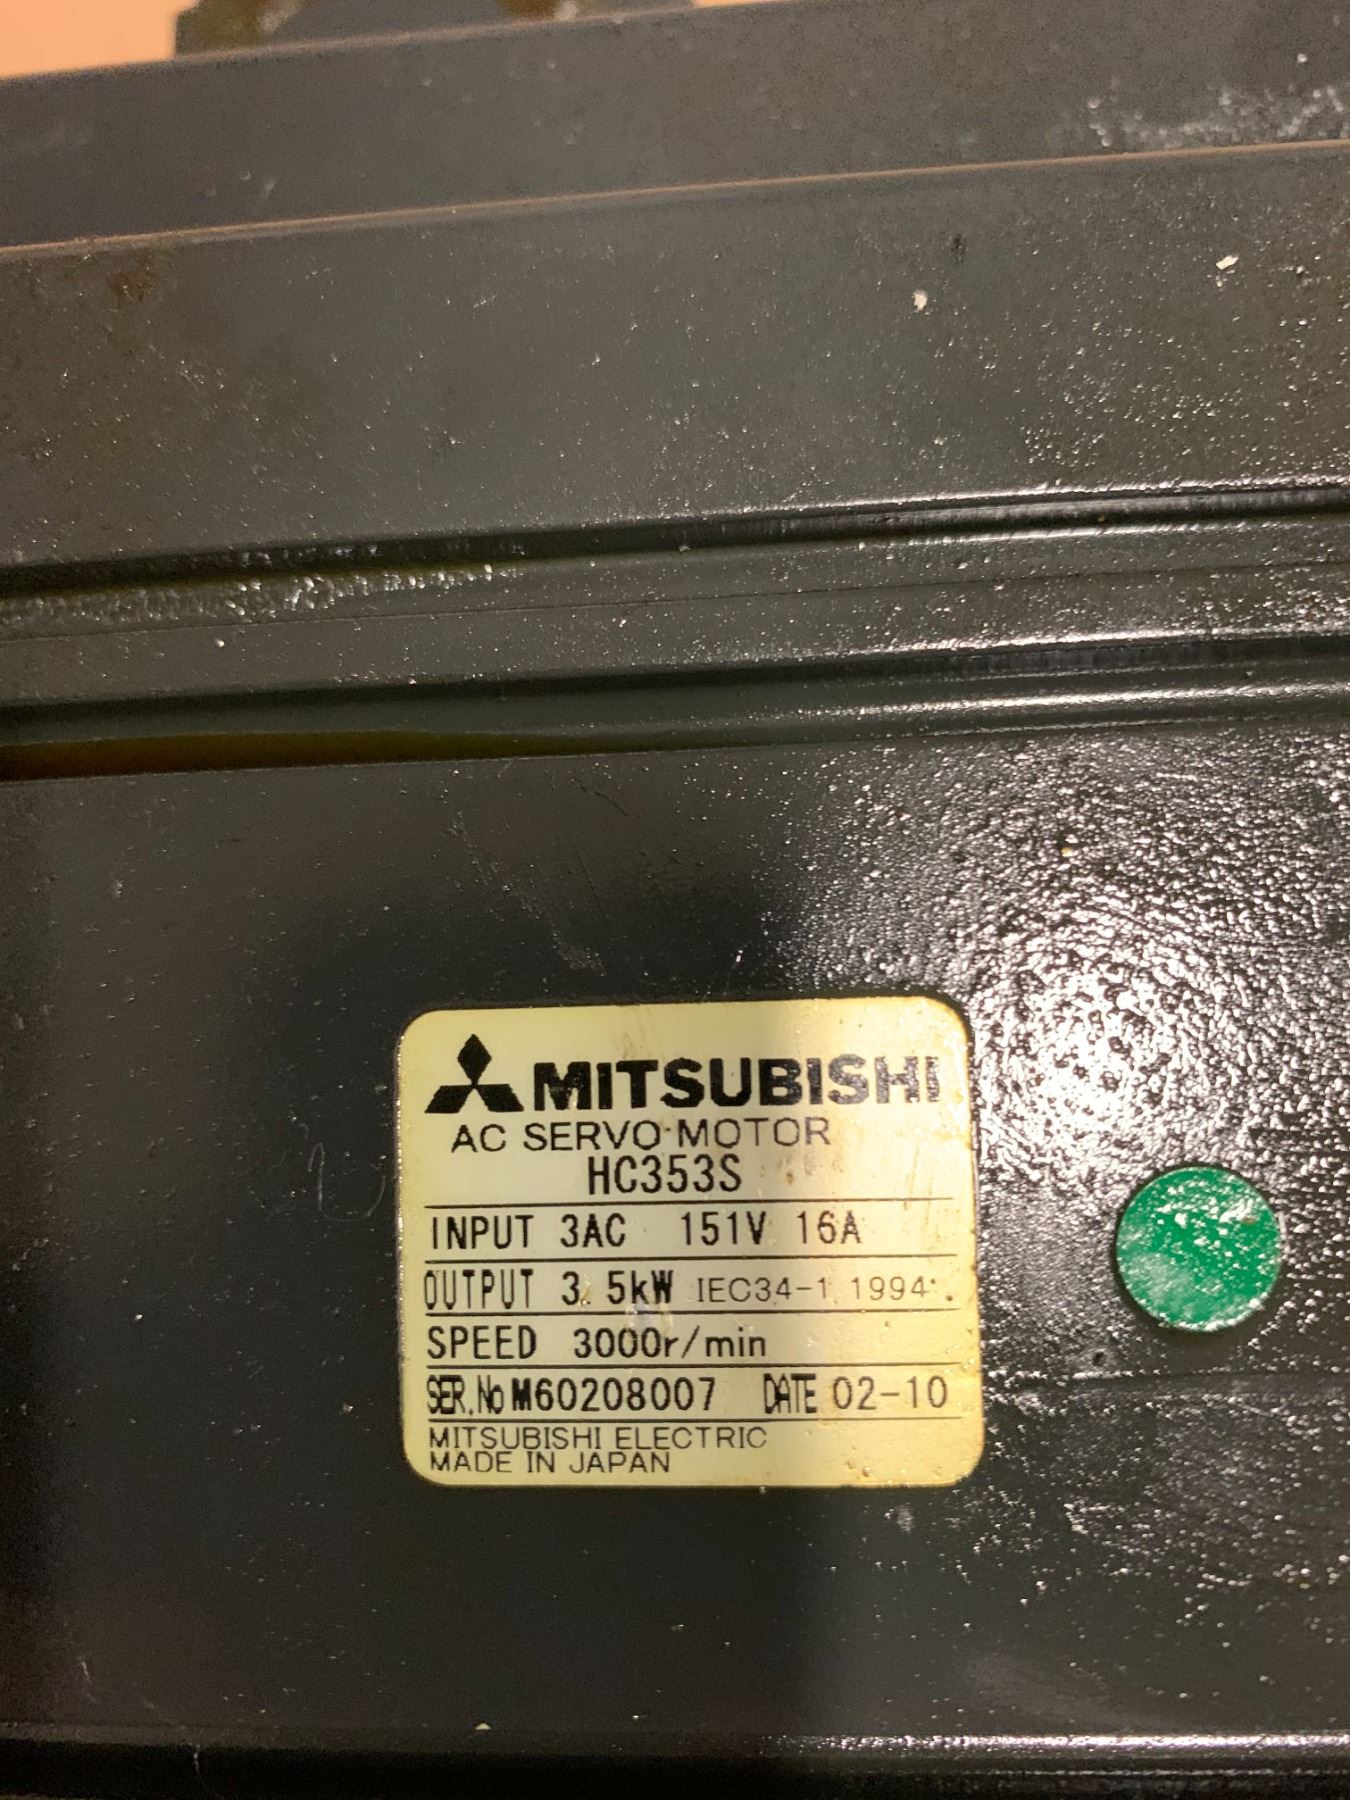 MITSUBISHI
AC SERVO MOTOR
HC353S
INPUT 3AC 151V 16A
OUTPUT 3.5kW IEC34-1 1994
SPEED 3000r/min
SER.No M60208007 DATE 02-10
MITSUBISHI ELECTRIC
MADE IN JAPAN